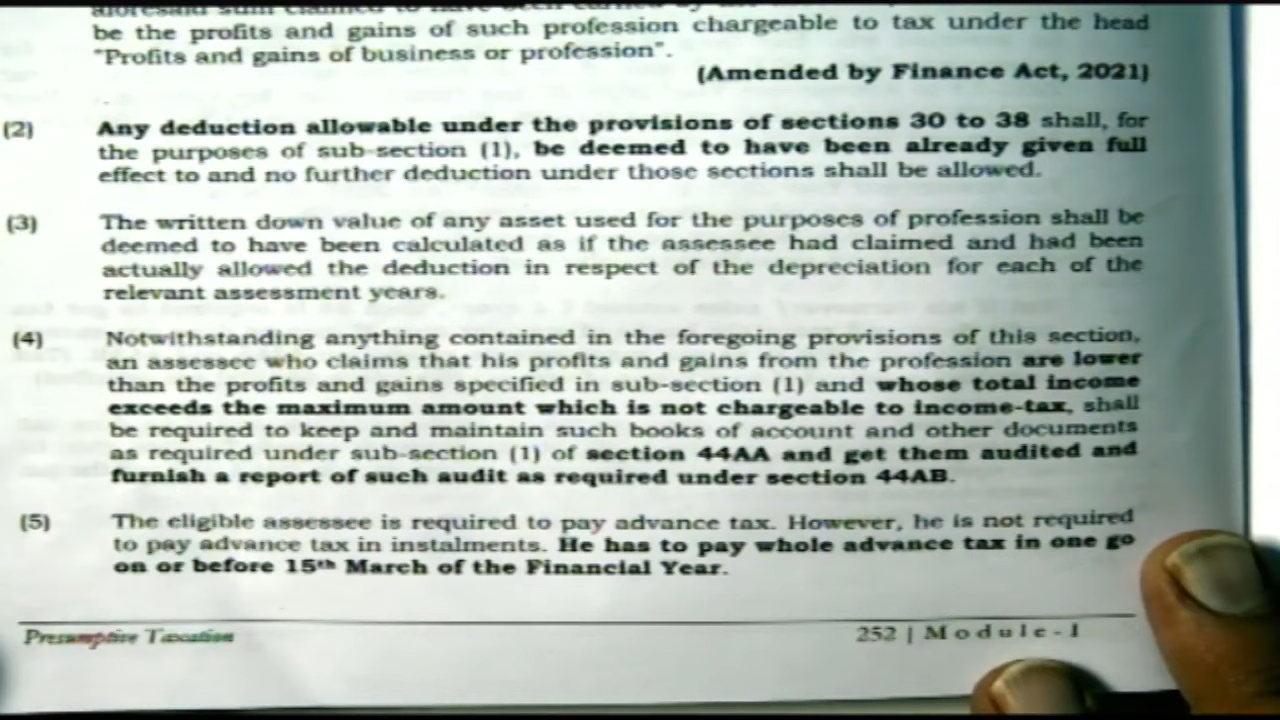 be the profits and gains of such profession chargeable to tax under the head
"Profits and gains of business or profession".
(Amended by Finance Act, 2021)
(2) Any deduction allowable under the provisions of sections 30 to 38 shall, for
the purposes of sub-section (1), be deemed to have been already given full
effect to and no further deduction under those sections shall be allowed.
(3) The written down value of any asset used for the purposes of profession shall be
deemed to have been calculated as if the assessee had claimed and had been
actually allowed the deduction in respect of the depreciation for each of the
relevant assessment years.
(4) Notwithstanding anything contained in the foregoing provisions of this section,
an assessee who claims that his profits and gains from the profession are lower
than the profits and gains specified in sub-section (1) and whose total income
exceeds the maximum amount which is not chargeable to income-tax, shall
be required to keep and maintain such books of account and other documents
as required under sub-section (1) of section 44AA and get them audited and
furnish a report of such audit as required under section 44AB.
(5) The eligible assessee is required to pay advance tax. However, he is not required
to pay advance tax in instalments. He has to pay whole advance tax in one go
on or before 15th March of the Financial Year.
Presumptive Taxation 252 | Module-I